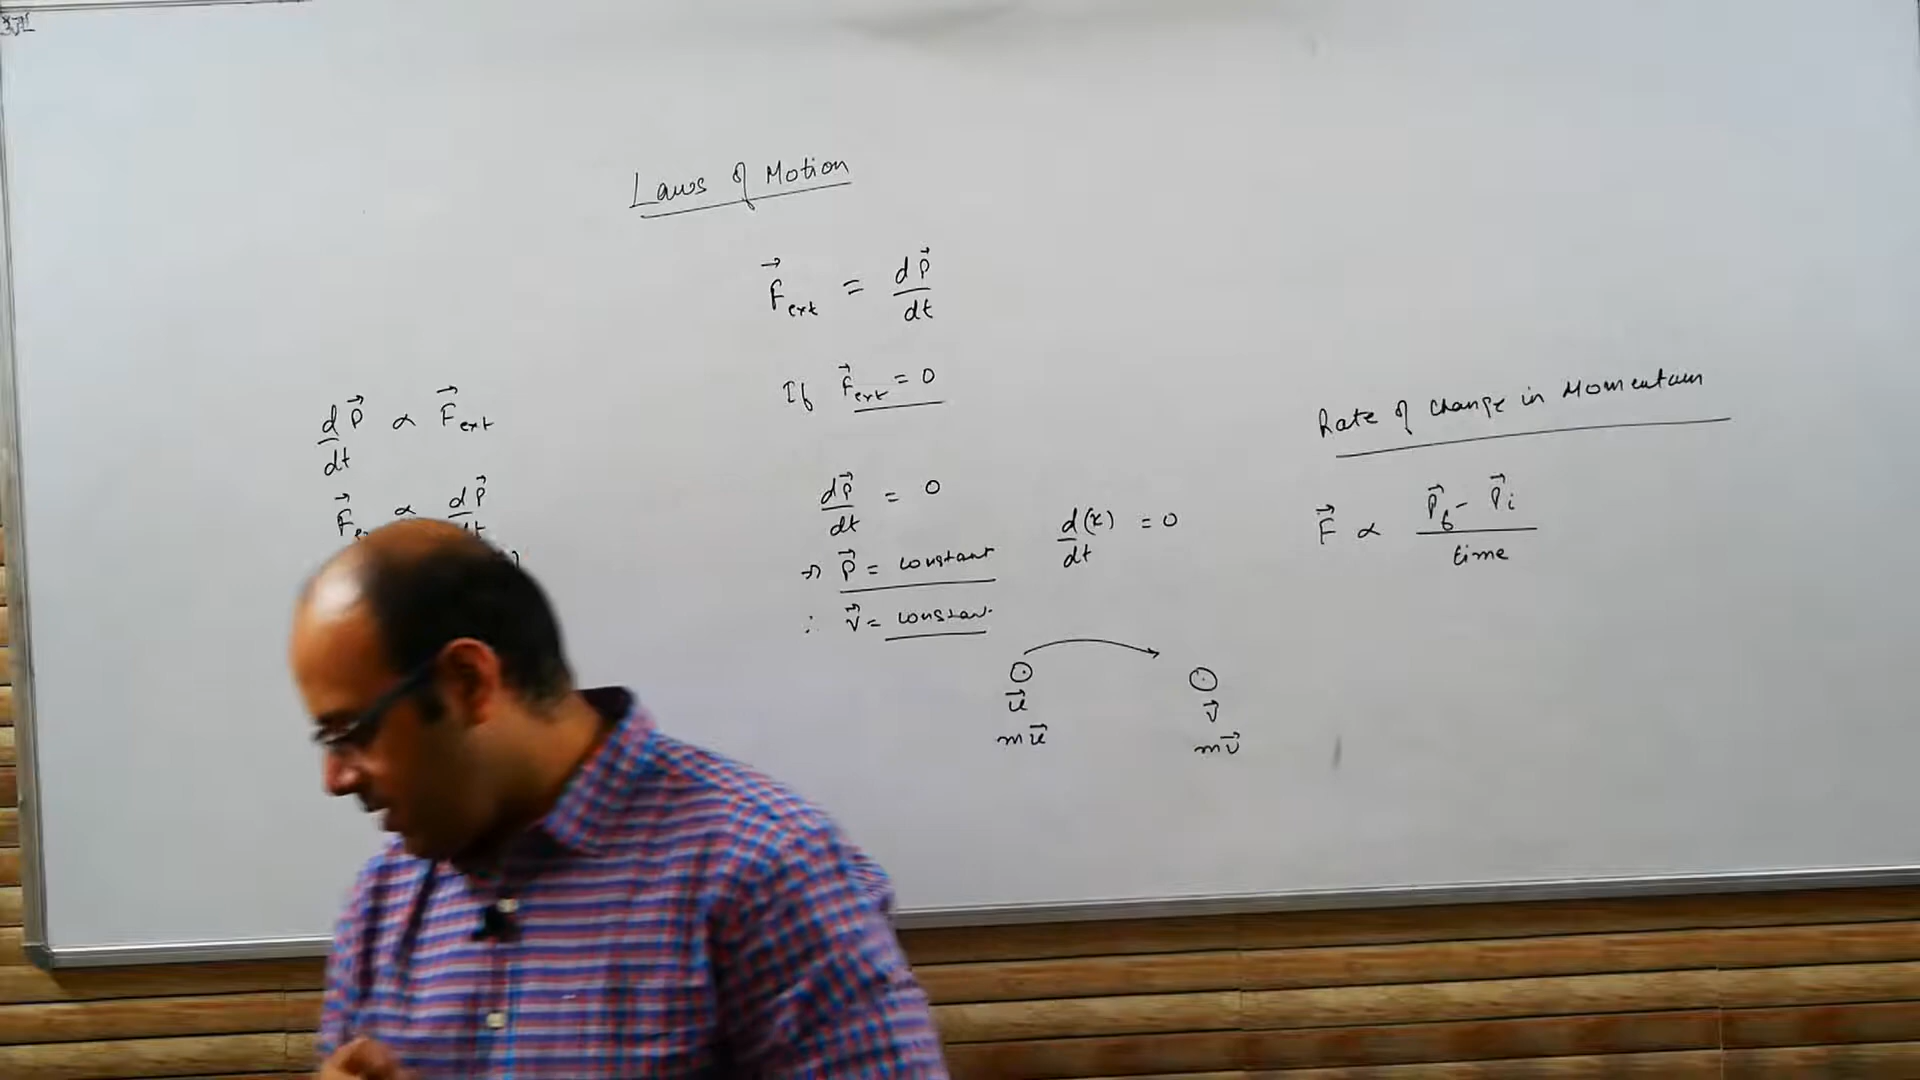 Laws of Motion
F⃗ext = dP⃗/dt
If F⃗ext = 0
dP⃗/dt = 0
→ P⃗ = constant
∴ v⃗ = constant
d/dt P⃗ ∝ F⃗ext
∝ dP⃗
d(x)/dt = 0
u⃗ v⃗
mu⃗ mv⃗
Rate of change in Momentum
F⃗ ∝ P⃗f - P⃗i / time